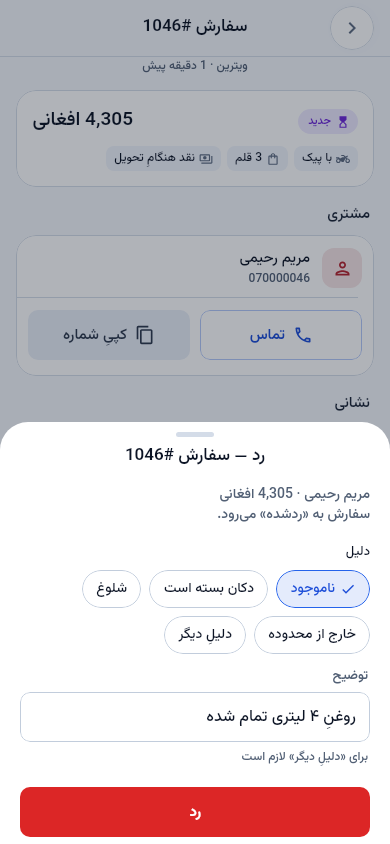 سفارش #1046
ویترین · 1 دقیقه پیش
جدید
4,305 افغانی
با پیک
3 قلم
نقد هنگام تحویل
مشتری
مریم رحیمی
070000046
تماس
کپیِ شماره
نشانی
رد — سفارش #1046
مریم رحیمی · 4,305 افغانی
سفارش به «ردشده» می‌رود.
دلیل
ناموجود
دکان بسته است
شلوغ
خارج از محدوده
دلیلِ دیگر
توضیح
روغنِ ۴ لیتری تمام شده
برای «دلیلِ دیگر» لازم است
رد